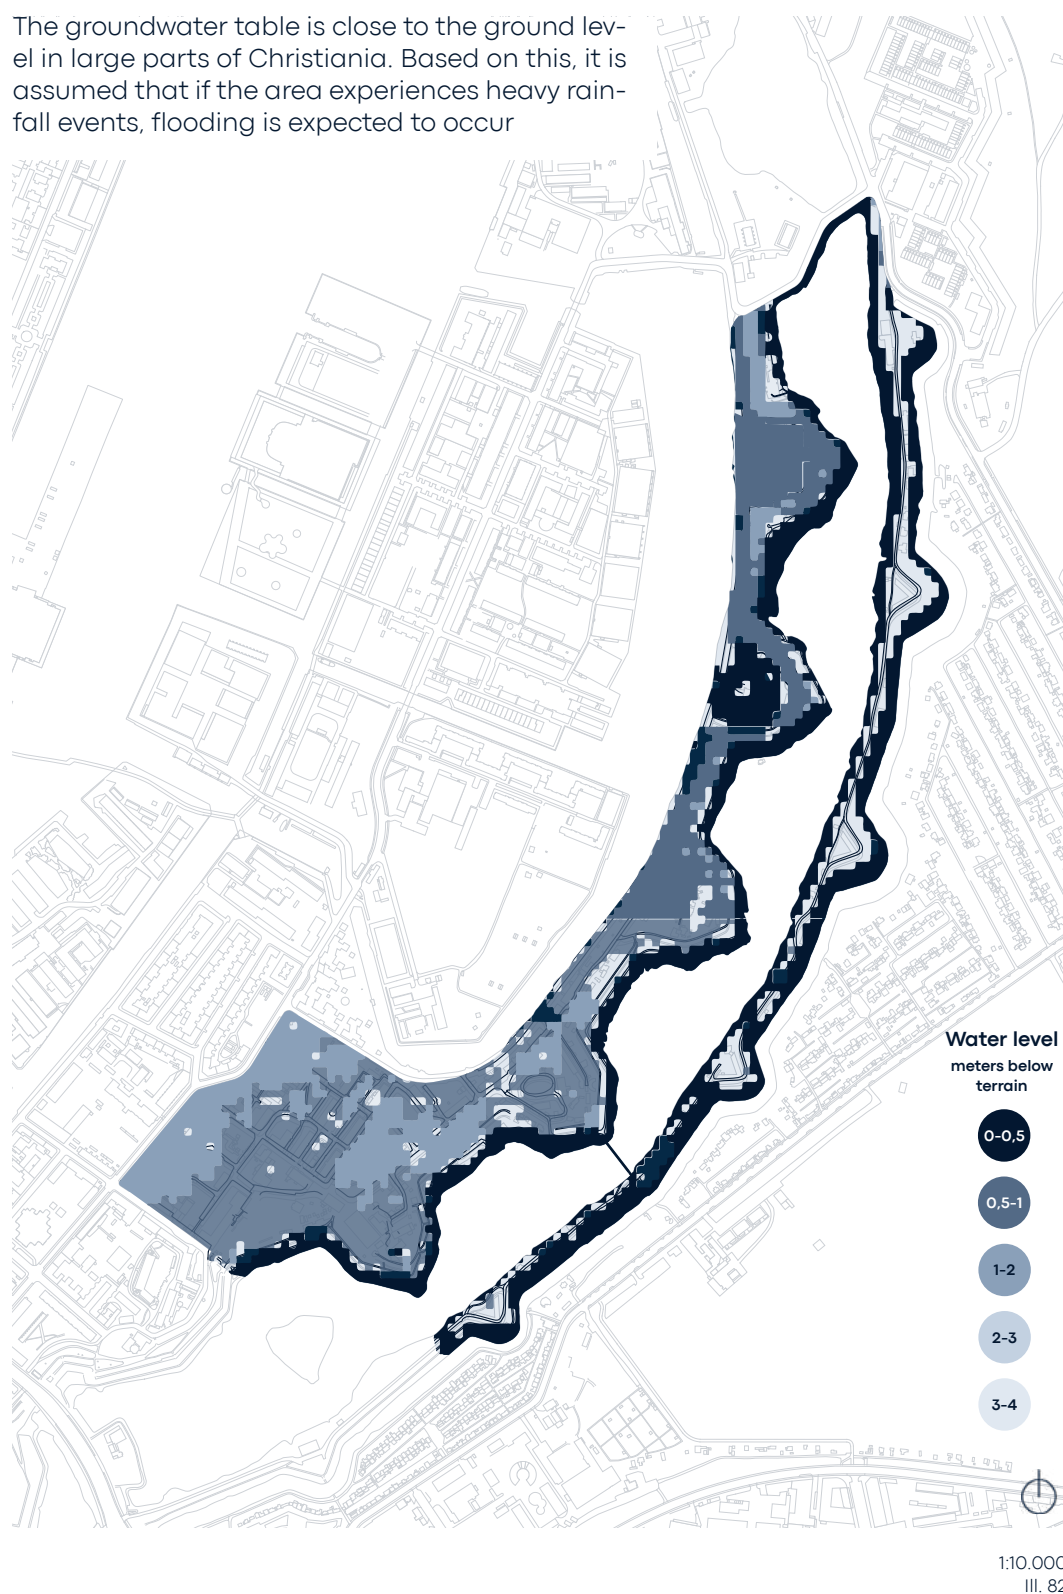 The groundwater table is close to the ground lev-
el in large parts of Christiania. Based on this, it is
assumed that if the area experiences heavy rain-
fall events, flooding is expected to occur
Water level
meters below
terrain
0-0,5
0,5-1
1-2
2-3
3-4
1:10.000
Ill. 82